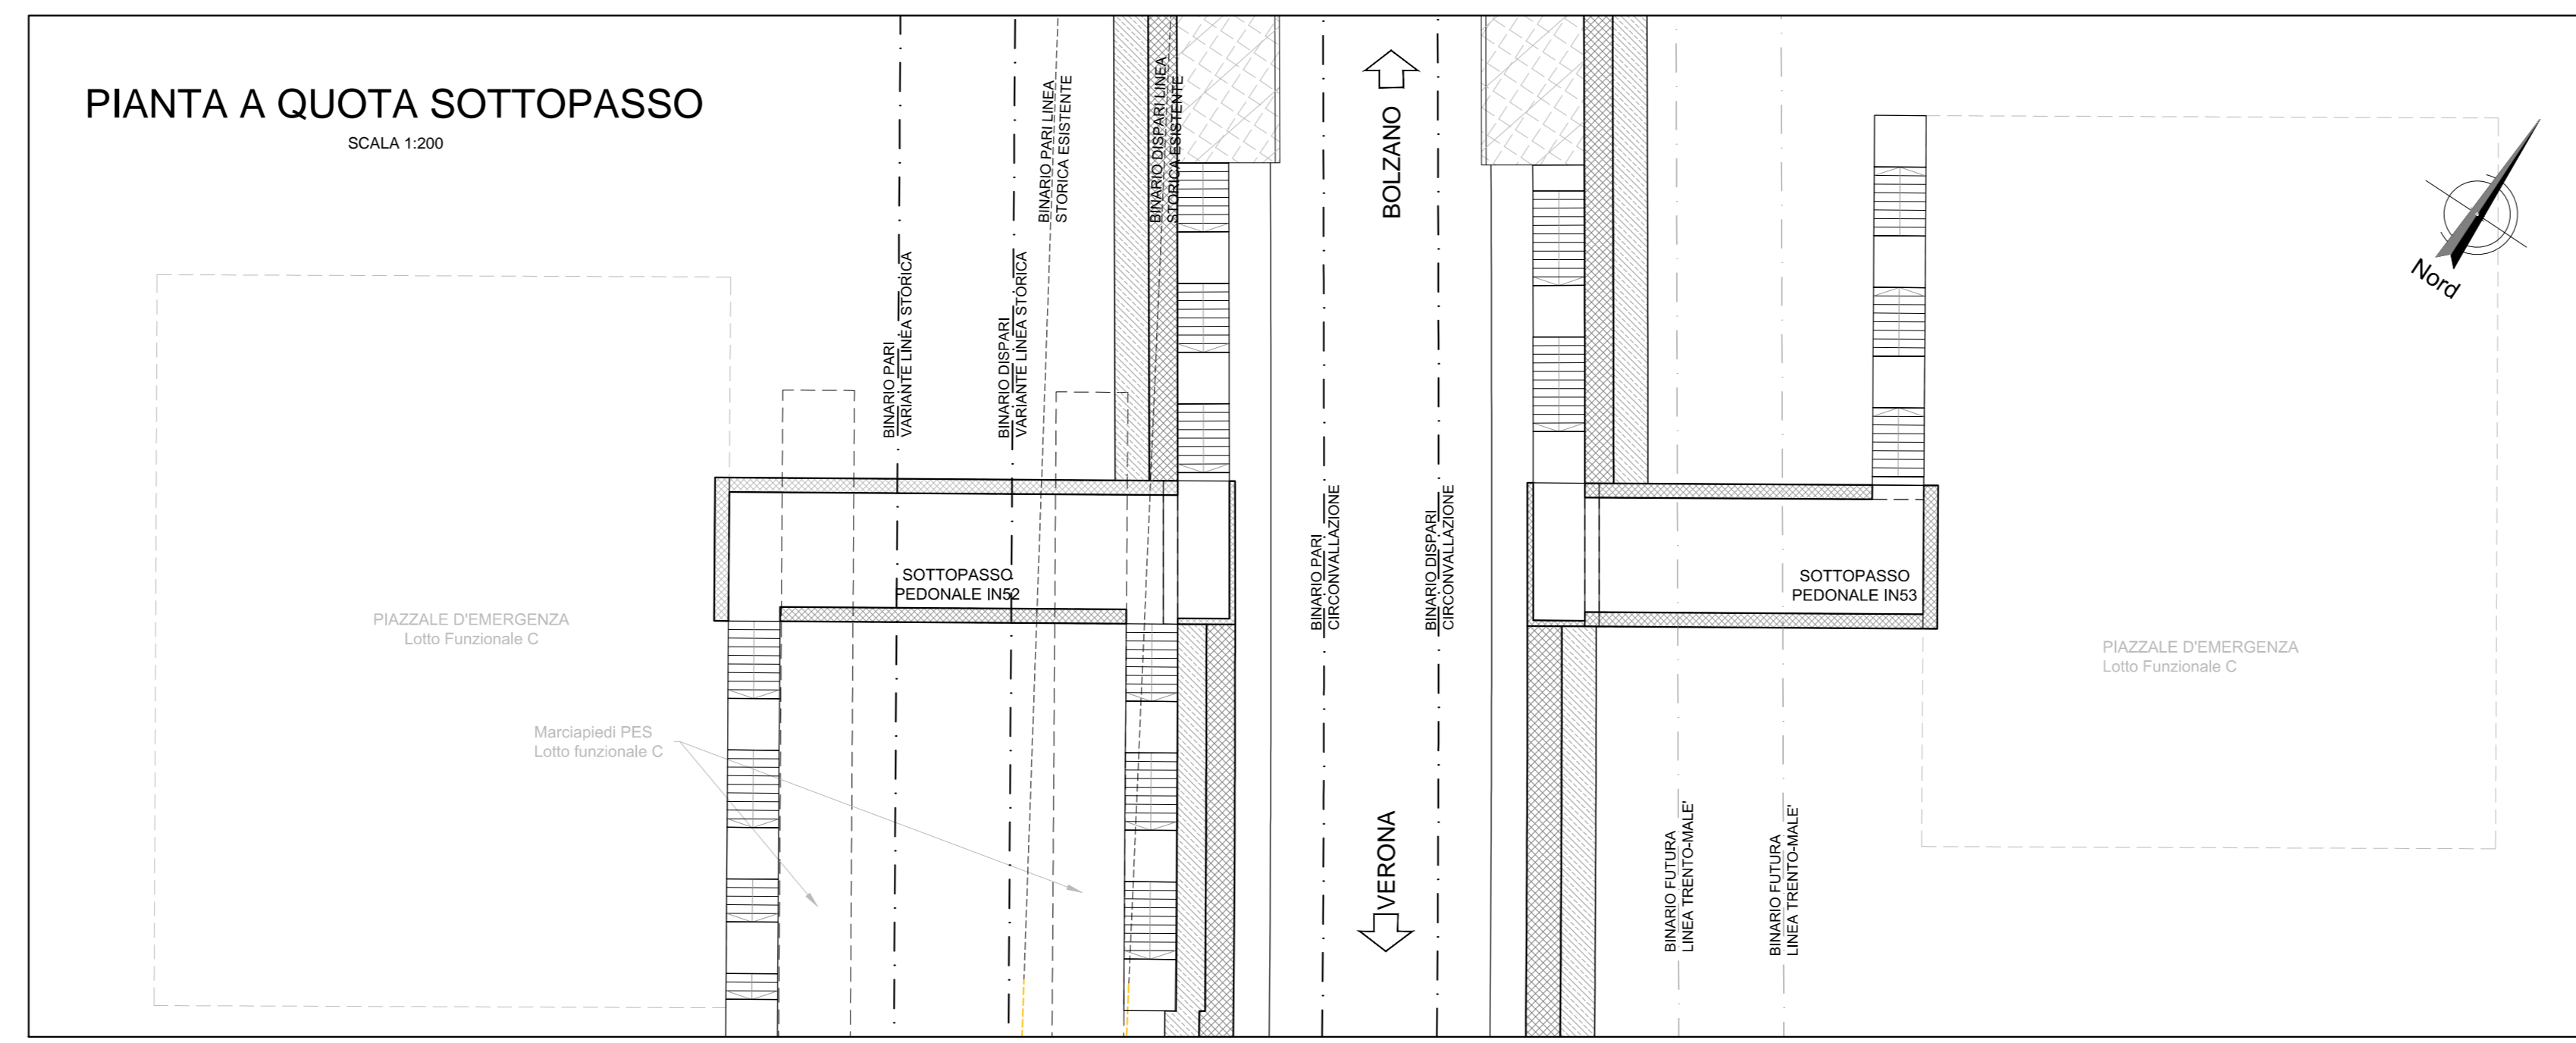 PIANTA A QUOTA SOTTOPASSO
SCALA 1:200
BINARIO PARI
VARIANTE LINEA STORICA
BINARIO DISPARI
VARIANTE LINEA STORICA
BINARIO PARI LINEA
STORICA ESISTENTE
BINARIO DISPARI LINEA
STORICA ESISTENTE
BOLZANO
Nord
BINARIO PARI
CIRCONVALLAZIONE
BINARIO DISPARI
CIRCONVALLAZIONE
SOTTOPASSO
PEDONALE IN52
SOTTOPASSO
PEDONALE IN53
PIAZZALE D'EMERGENZA
Lotto Funzionale C
PIAZZALE D'EMERGENZA
Lotto Funzionale C
Marciapiedi PES
Lotto funzionale C
VERONA
BINARIO FUTURA
LINEA TRENTO-MALE'
BINARIO FUTURA
LINEA TRENTO-MALE'